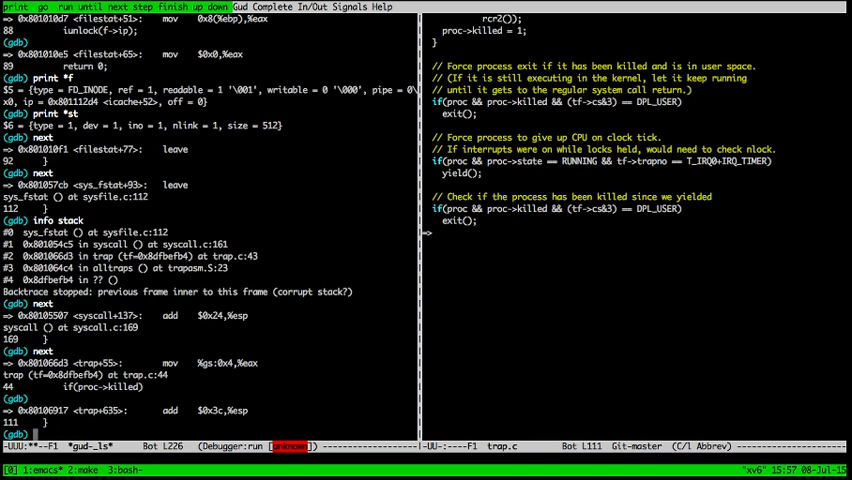 print go run until next step finish up down Gud Complete In/Out Signals Help
=> 0x801010d7 <filestat+51>: mov 0x8(%ebp),%eax
88 iunlock(f->ip);
(gdb)
=> 0x801010e5 <filestat+65>: mov $0x0,%eax
89 return 0;
(gdb) print *f
$5 = {type = FD_INODE, ref = 1, readable = 1 '\001', writable = 0 '\000', pipe = 0\
x0, ip = 0x801112d4 <icache+52>, off = 0}
(gdb) print *st
$6 = {type = 1, dev = 1, ino = 1, nlink = 1, size = 512}
(gdb) next
=> 0x801010f1 <filestat+77>: leave
92 }
(gdb) next
=> 0x801057cb <sys_fstat+93>: leave
sys_fstat () at sysfile.c:112
112 }
(gdb) info stack
#0 sys_fstat () at sysfile.c:112
#1 0x801054c5 in syscall () at syscall.c:161
#2 0x801066d3 in trap (tf=0x8dfbefb4) at trap.c:43
#3 0x801064c4 in alltraps () at trapasm.S:23
#4 0x8dfbefb4 in ?? ()
Backtrace stopped: previous frame inner to this frame (corrupt stack?)
(gdb) next
=> 0x80105507 <syscall+137>: add $0x24,%esp
syscall () at syscall.c:169
169 }
(gdb) next
=> 0x801066d3 <trap+55>: mov %gs:0x4,%eax
trap (tf=0x8dfbefb4) at trap.c:44
44 if(proc->killed)
(gdb)
=> 0x80106917 <trap+635>: add $0x3c,%esp
111 }
(gdb)
-UUU:**--F1 *gud-_ls* Bot L226 (Debugger:run [unknown])
rcr2());
proc->killed = 1;
}
// Force process exit if it has been killed and is in user space.
// (If it is still executing in the kernel, let it keep running
// until it gets to the regular system call return.)
if(proc && proc->killed && (tf->cs&3) == DPL_USER)
exit();
// Force process to give up CPU on clock tick.
// If interrupts were on while locks held, would need to check nlock.
if(proc && proc->state == RUNNING && tf->trapno == T_IRQ0+IRQ_TIMER)
yield();
// Check if the process has been killed since we yielded
if(proc && proc->killed && (tf->cs&3) == DPL_USER)
exit();
=>
-UU-:----F1 trap.c Bot L111 Git-master (C/l Abbrev)
[0] 1:emacs* 2:make 3:bash- "xv6" 15:57 08-Jul-15